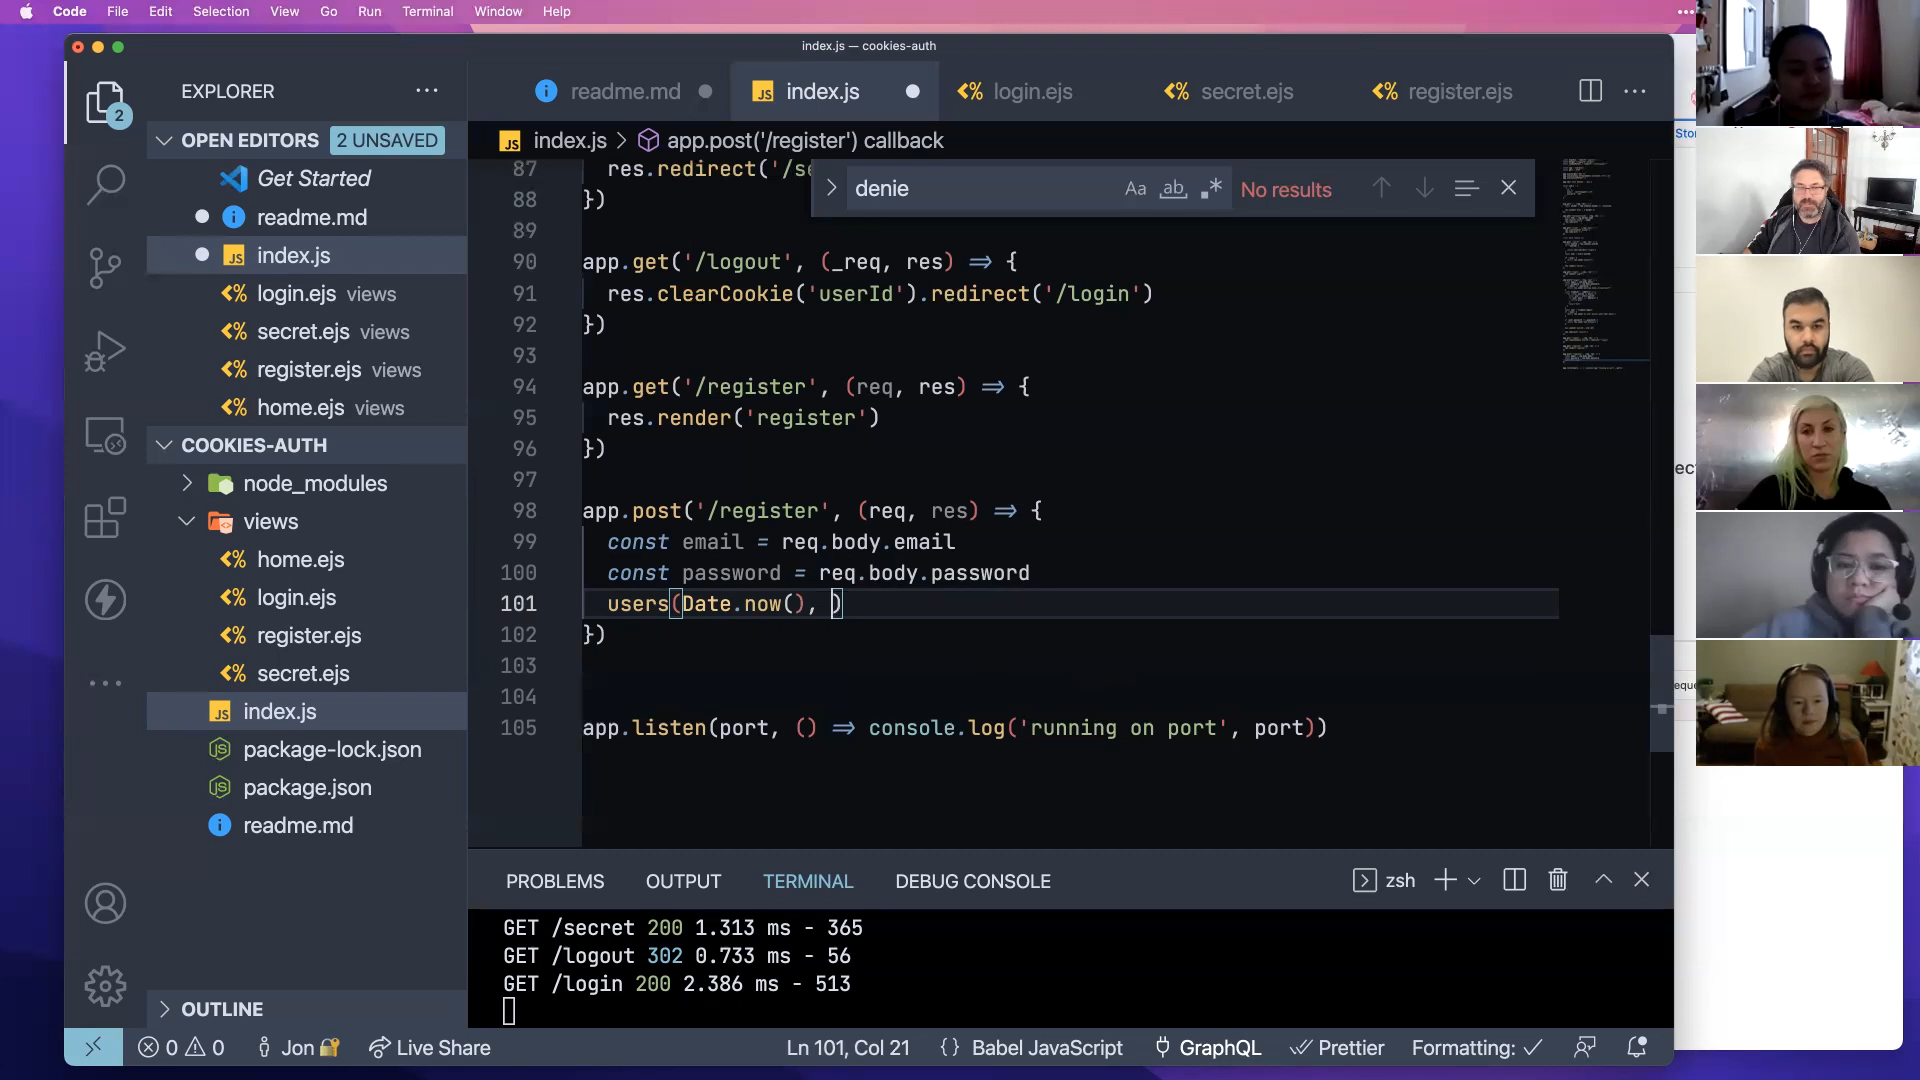 Code File Edit Selection View Go Run Terminal Window Help
index.js — cookies-auth
EXPLORER
2
OPEN EDITORS 2 UNSAVED
Get Started
readme.md
index.js
login.ejs views
secret.ejs views
register.ejs views
home.ejs views
COOKIES-AUTH
node_modules
views
home.ejs
login.ejs
register.ejs
secret.ejs
index.js
package-lock.json
package.json
readme.md
OUTLINE
readme.md index.js login.ejs secret.ejs register.ejs
index.js > app.post('/register') callback
denie Aa ab No results
87 res.redirect('/se
88 })
89
90 app.get('/logout', (_req, res) => {
91 res.clearCookie('userId').redirect('/login')
92 })
93
94 app.get('/register', (req, res) => {
95 res.render('register')
96 })
97
98 app.post('/register', (req, res) => {
99 const email = req.body.email
100 const password = req.body.password
101 users(Date.now(), )
102 })
103
104
105 app.listen(port, () => console.log('running on port', port))
PROBLEMS OUTPUT TERMINAL DEBUG CONSOLE zsh
GET /secret 200 1.313 ms - 365
GET /logout 302 0.733 ms - 56
GET /login 200 2.386 ms - 513
0 0 Jon Live Share Ln 101, Col 21 {} Babel JavaScript GraphQL Prettier Formatting: ✓
Stor
ect
eque